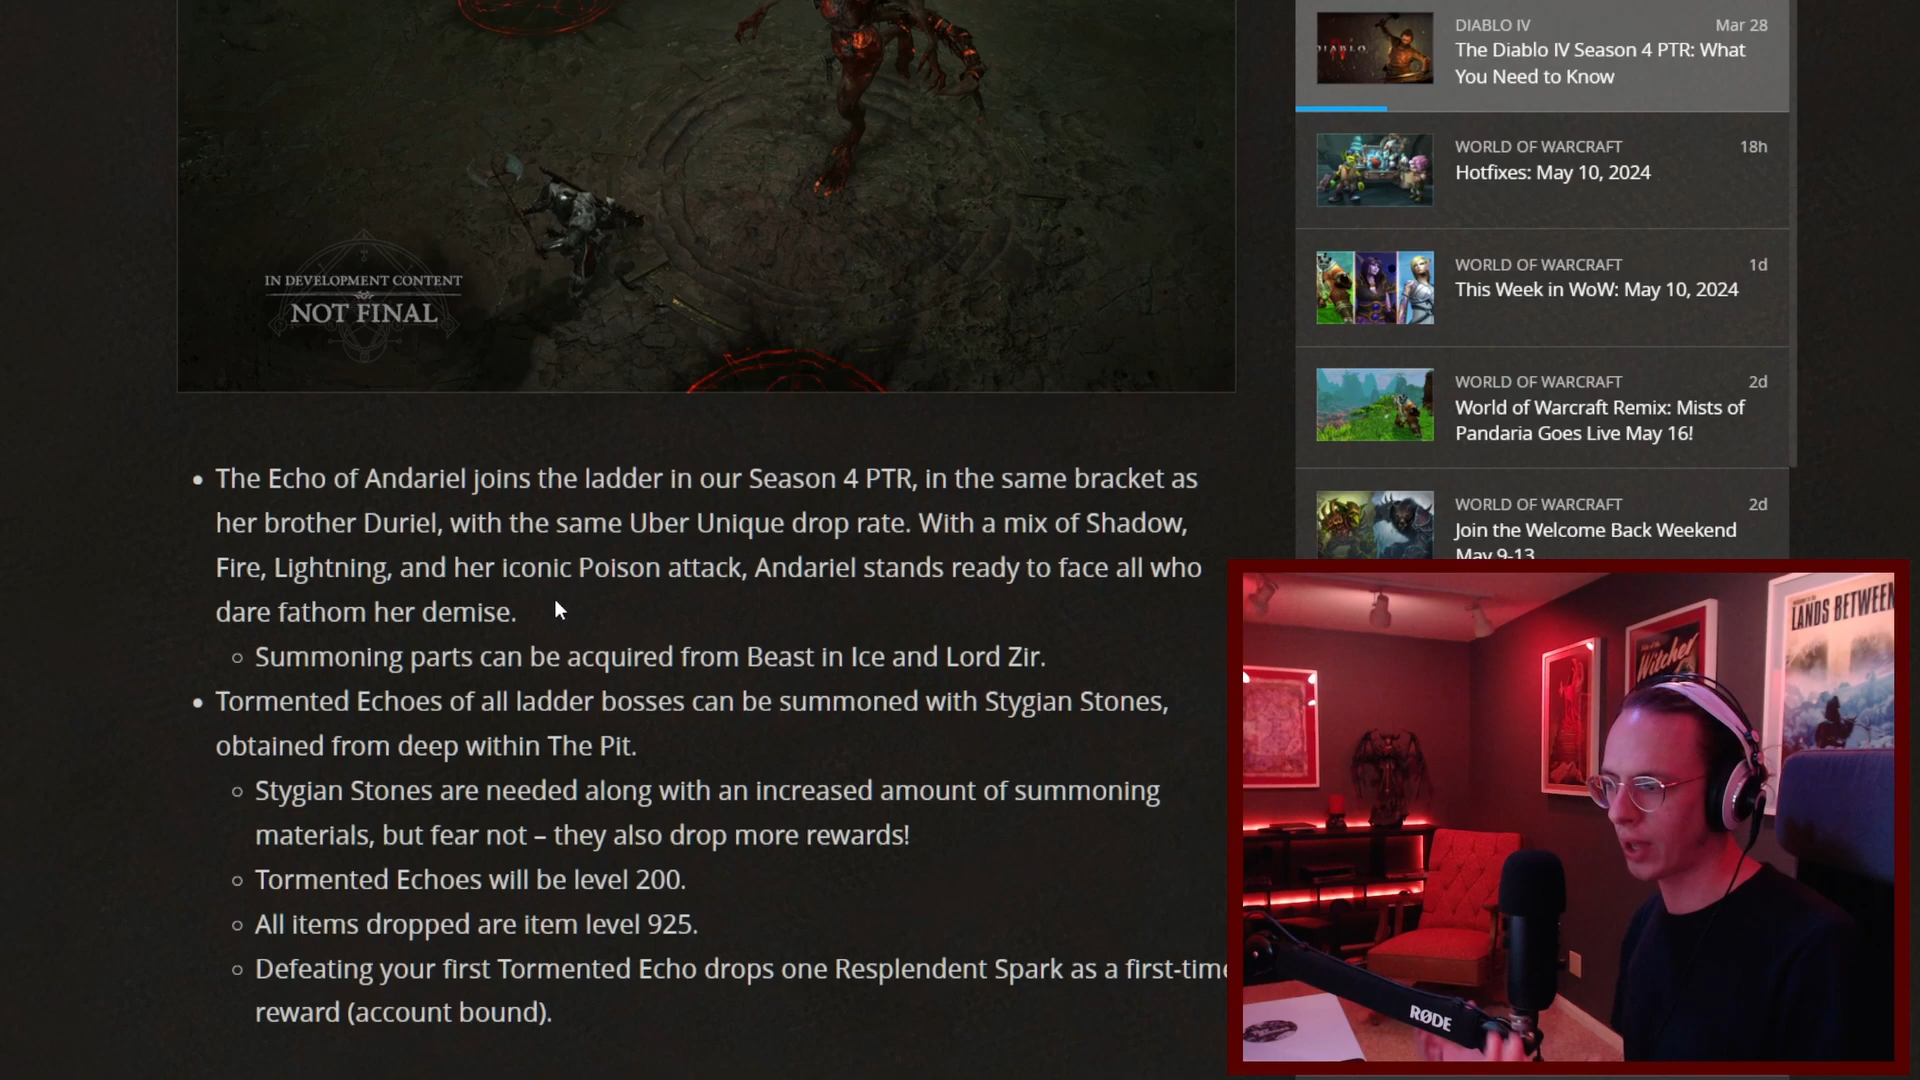 IN DEVELOPMENT CONTENT
NOT FINAL
The Echo of Andariel joins the ladder in our Season 4 PTR, in the same bracket as
her brother Duriel, with the same Uber Unique drop rate. With a mix of Shadow,
Fire, Lightning, and her iconic Poison attack, Andariel stands ready to face all who
dare fathom her demise.
Summoning parts can be acquired from Beast in Ice and Lord Zir.
Tormented Echoes of all ladder bosses can be summoned with Stygian Stones,
obtained from deep within The Pit.
Stygian Stones are needed along with an increased amount of summoning
materials, but fear not – they also drop more rewards!
Tormented Echoes will be level 200.
All items dropped are item level 925.
Defeating your first Tormented Echo drops one Resplendent Spark as a first-time
reward (account bound).
DIABLO
DIABLO IV Mar 28
The Diablo IV Season 4 PTR: What
You Need to Know
WORLD OF WARCRAFT 18h
Hotfixes: May 10, 2024
WORLD OF WARCRAFT 1d
This Week in WoW: May 10, 2024
WORLD OF WARCRAFT 2d
World of Warcraft Remix: Mists of
Pandaria Goes Live May 16!
WORLD OF WARCRAFT 2d
Join the Welcome Back Weekend
May 9-13
LANDS BETWEEN
Witcher
RØDE